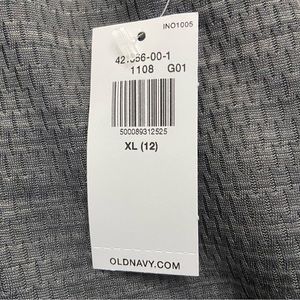 INO1005
1108 G01
500089312525
XL (12)
OLDNAVY.COM